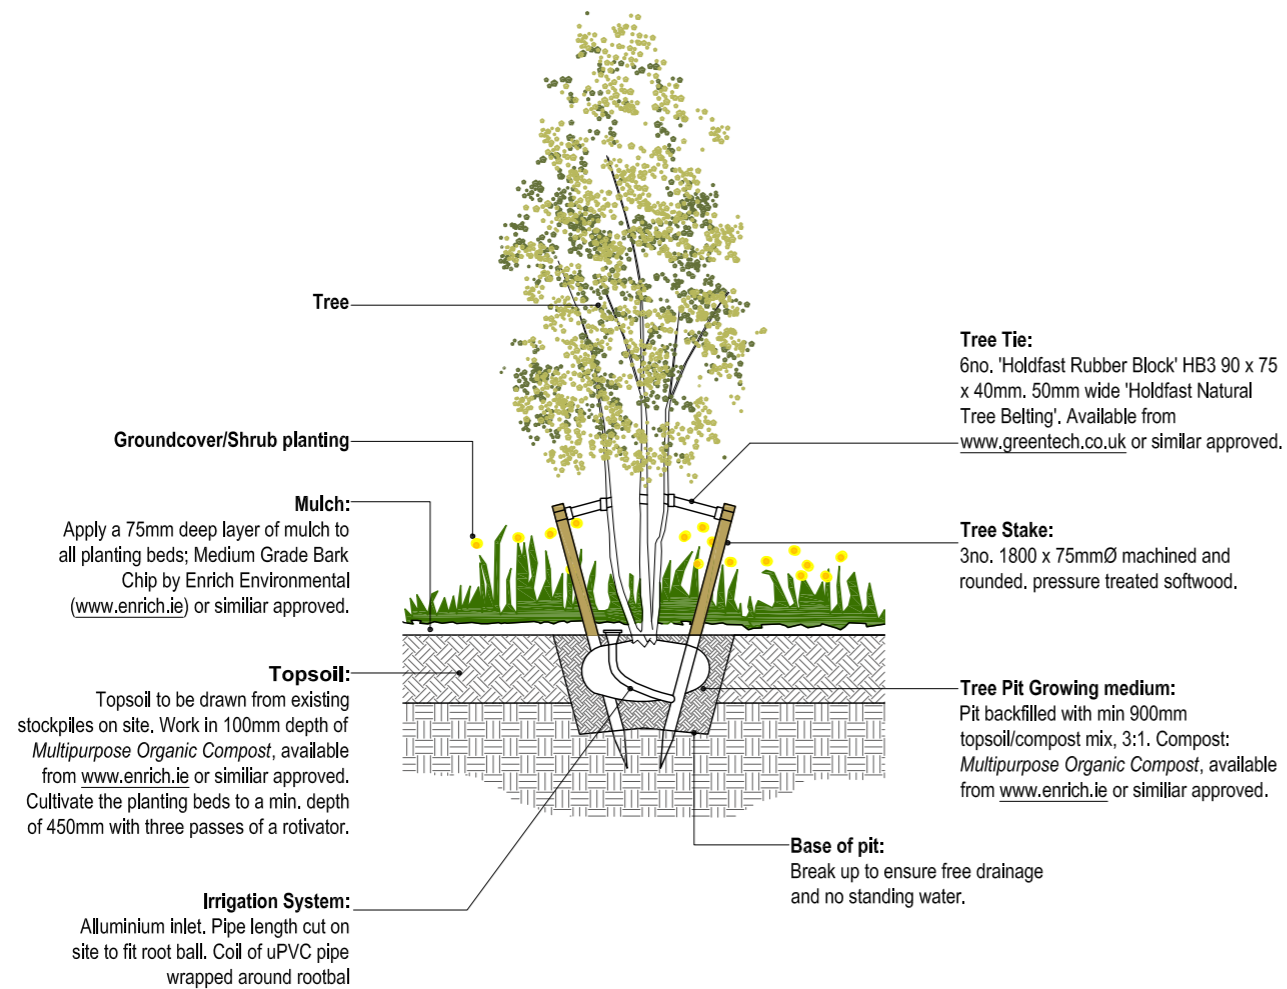 Tree
Groundcover/Shrub planting
Mulch:
Apply a 75mm deep layer of mulch to
all planting beds; Medium Grade Bark
Chip by Enrich Environmental
(www.enrich.ie) or similiar approved.
Topsoil:
Topsoil to be drawn from existing
stockpiles on site. Work in 100mm depth of
Multipurpose Organic Compost, available
from www.enrich.ie or similiar approved.
Cultivate the planting beds to a min. depth
of 450mm with three passes of a rotivator.
Irrigation System:
Alluminium inlet. Pipe length cut on
site to fit root ball. Coil of uPVC pipe
wrapped around rootbal
Tree Tie:
6no. 'Holdfast Rubber Block' HB3 90 x 75
x 40mm. 50mm wide 'Holdfast Natural
Tree Belting'. Available from
www.greentech.co.uk or similar approved.
Tree Stake:
3no. 1800 x 75mmØ machined and
rounded, pressure treated softwood.
Tree Pit Growing medium:
Pit backfilled with min 900mm
topsoil/compost mix, 3:1. Compost:
Multipurpose Organic Compost, available
from www.enrich.ie or similiar approved.
Base of pit:
Break up to ensure free drainage
and no standing water.